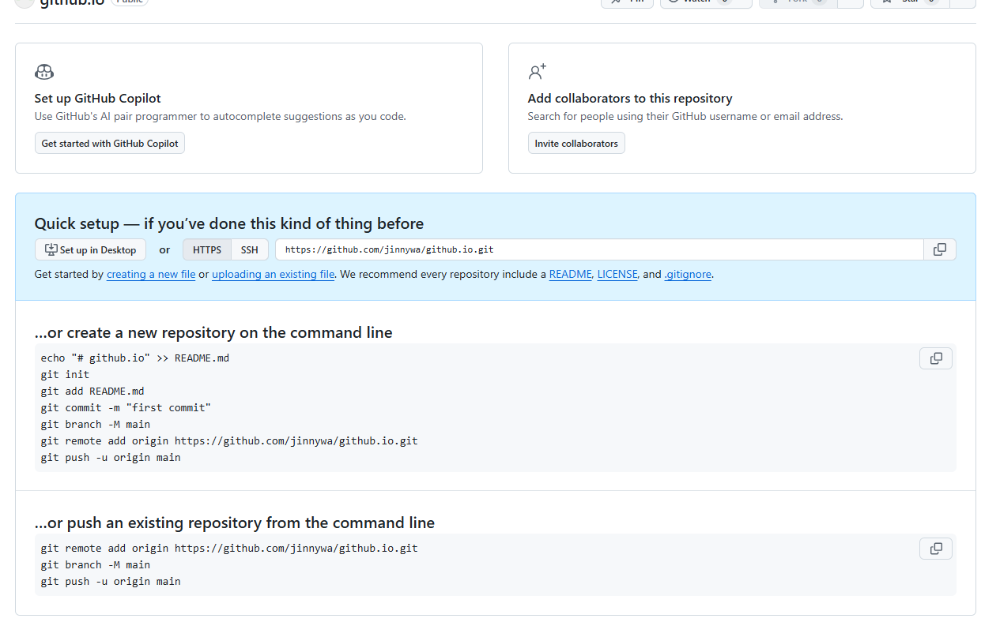 github.io Public
Pin Watch 0 Fork 0 Star 0
Set up GitHub Copilot
Use GitHub's AI pair programmer to autocomplete suggestions as you code.
Get started with GitHub Copilot
Add collaborators to this repository
Search for people using their GitHub username or email address.
Invite collaborators
Quick setup — if you’ve done this kind of thing before
Set up in Desktop or HTTPS SSH https://github.com/jinnywa/github.io.git
Get started by creating a new file or uploading an existing file. We recommend every repository include a README, LICENSE, and .gitignore.
…or create a new repository on the command line
echo "# github.io" >> README.md
git init
git add README.md
git commit -m "first commit"
git branch -M main
git remote add origin https://github.com/jinnywa/github.io.git
git push -u origin main
…or push an existing repository from the command line
git remote add origin https://github.com/jinnywa/github.io.git
git branch -M main
git push -u origin main